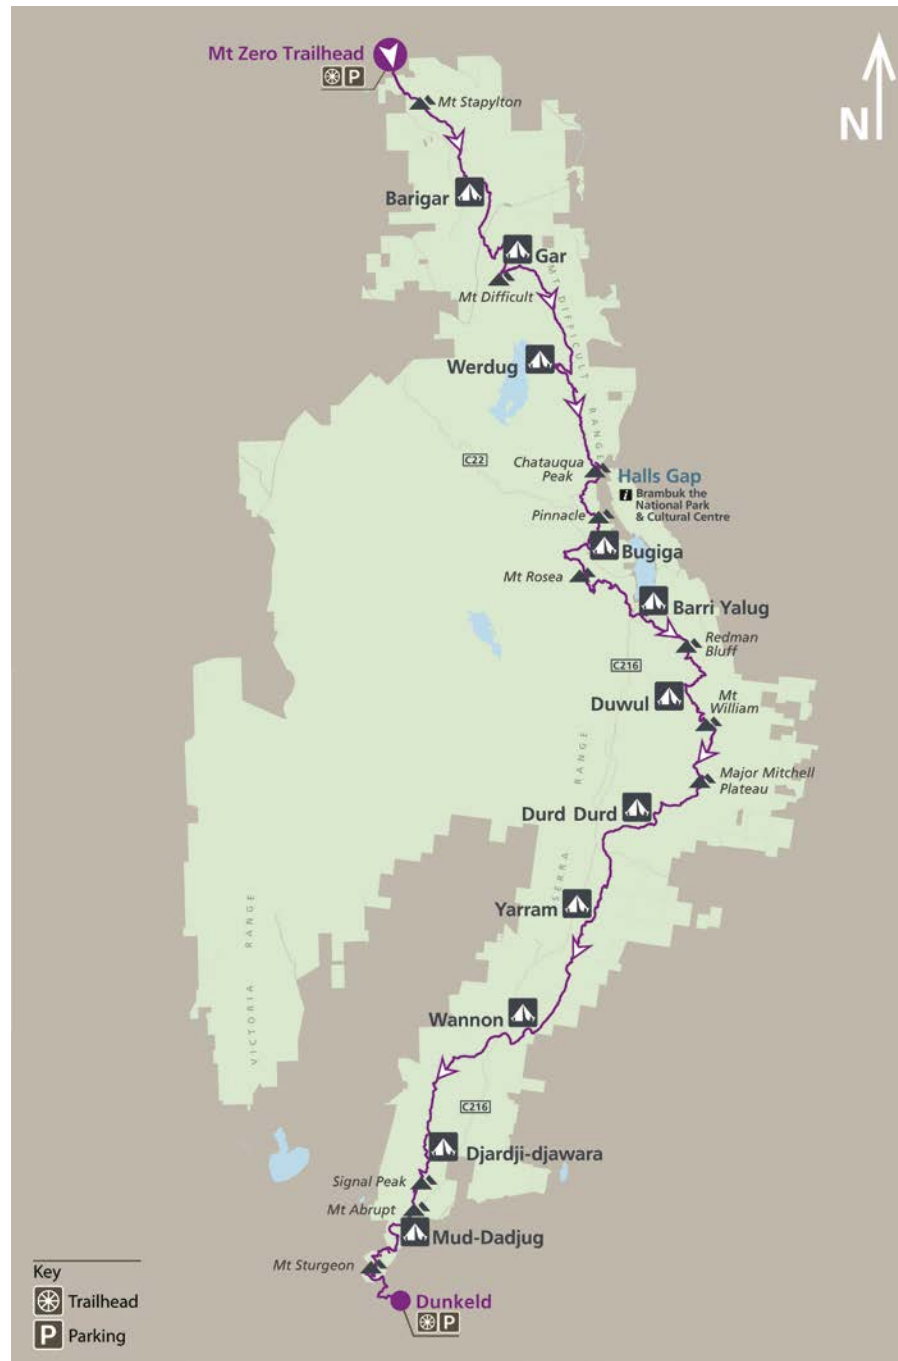 Mt Zero Trailhead
P
Mt Stapylton
N
Barigar
Gar
Mt Difficult
MT DIFFICULT RANGE
Werdug
C22
Chatauqua
Peak
Halls Gap
i Brambuk the
National Park
& Cultural Centre
Pinnacle
Bugiga
Mt Rosea
Barri Yalug
Redman
Bluff
C216
Duwul
Mt
William
SERRA RANGE
Major Mitchell
Plateau
Durd Durd
Yarram
VICTORIA RANGE
Wannon
C216
Djardji-djawara
Signal Peak
Mt Abrupt
Mud-Dadjug
Mt Sturgeon
Dunkeld
P
Key
Trailhead
P Parking